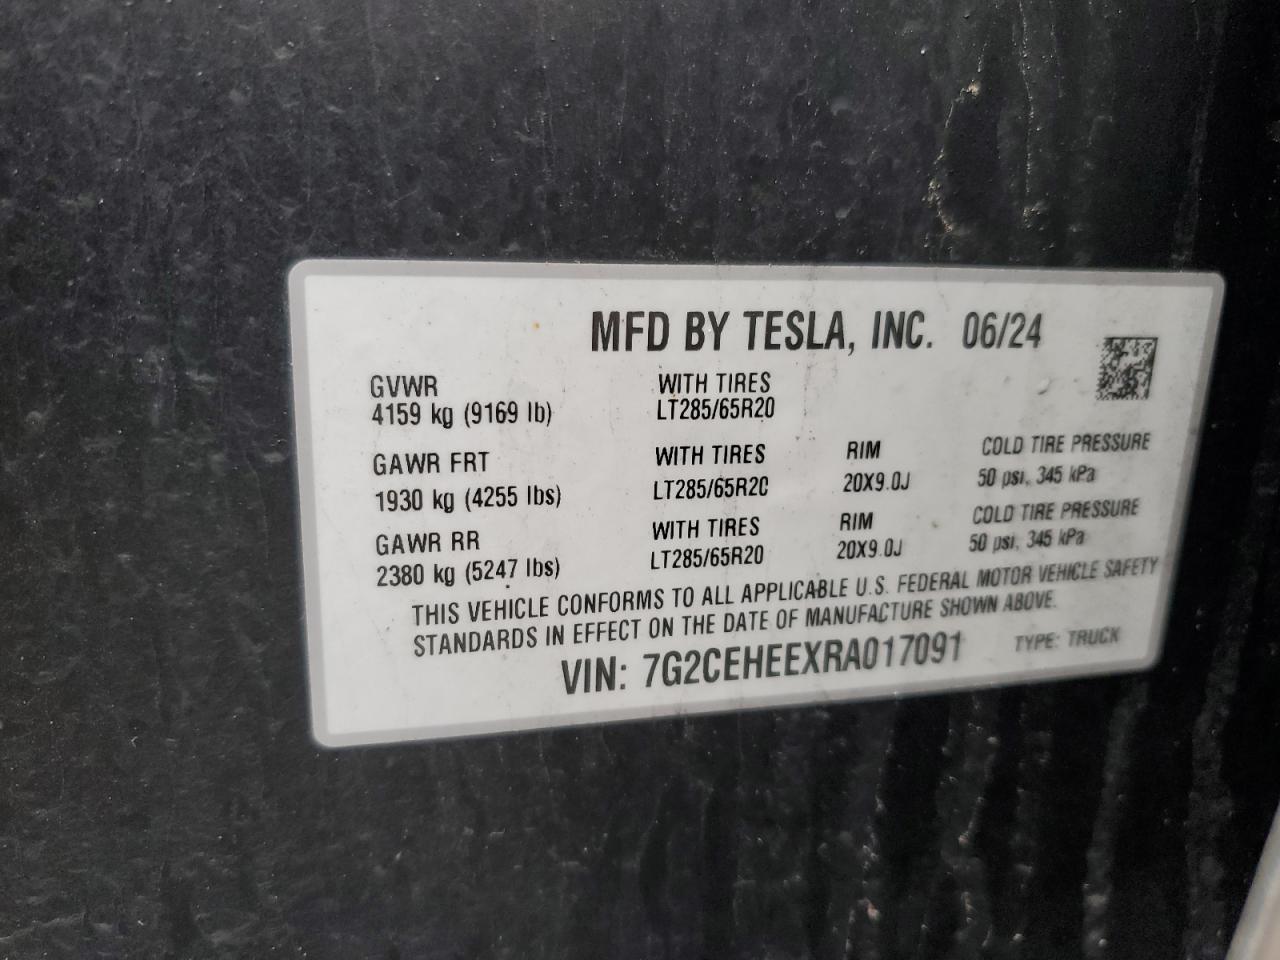 MFD BY TESLA, INC. 06/24
GVWR WITH TIRES
4159 kg (9169 lb) LT285/65R20
GAWR FRT WITH TIRES RIM COLD TIRE PRESSURE
1930 kg (4255 lbs) LT285/65R20 20X9.0J 50 psi, 345 kPa
GAWR RR WITH TIRES RIM COLD TIRE PRESSURE
2380 kg (5247 lbs) LT285/65R20 20X9.0J 50 psi, 345 kPa
THIS VEHICLE CONFORMS TO ALL APPLICABLE U.S. FEDERAL MOTOR VEHICLE SAFETY
STANDARDS IN EFFECT ON THE DATE OF MANUFACTURE SHOWN ABOVE.
VIN: 7G2CEHEEXRA017091 TYPE: TRUCK